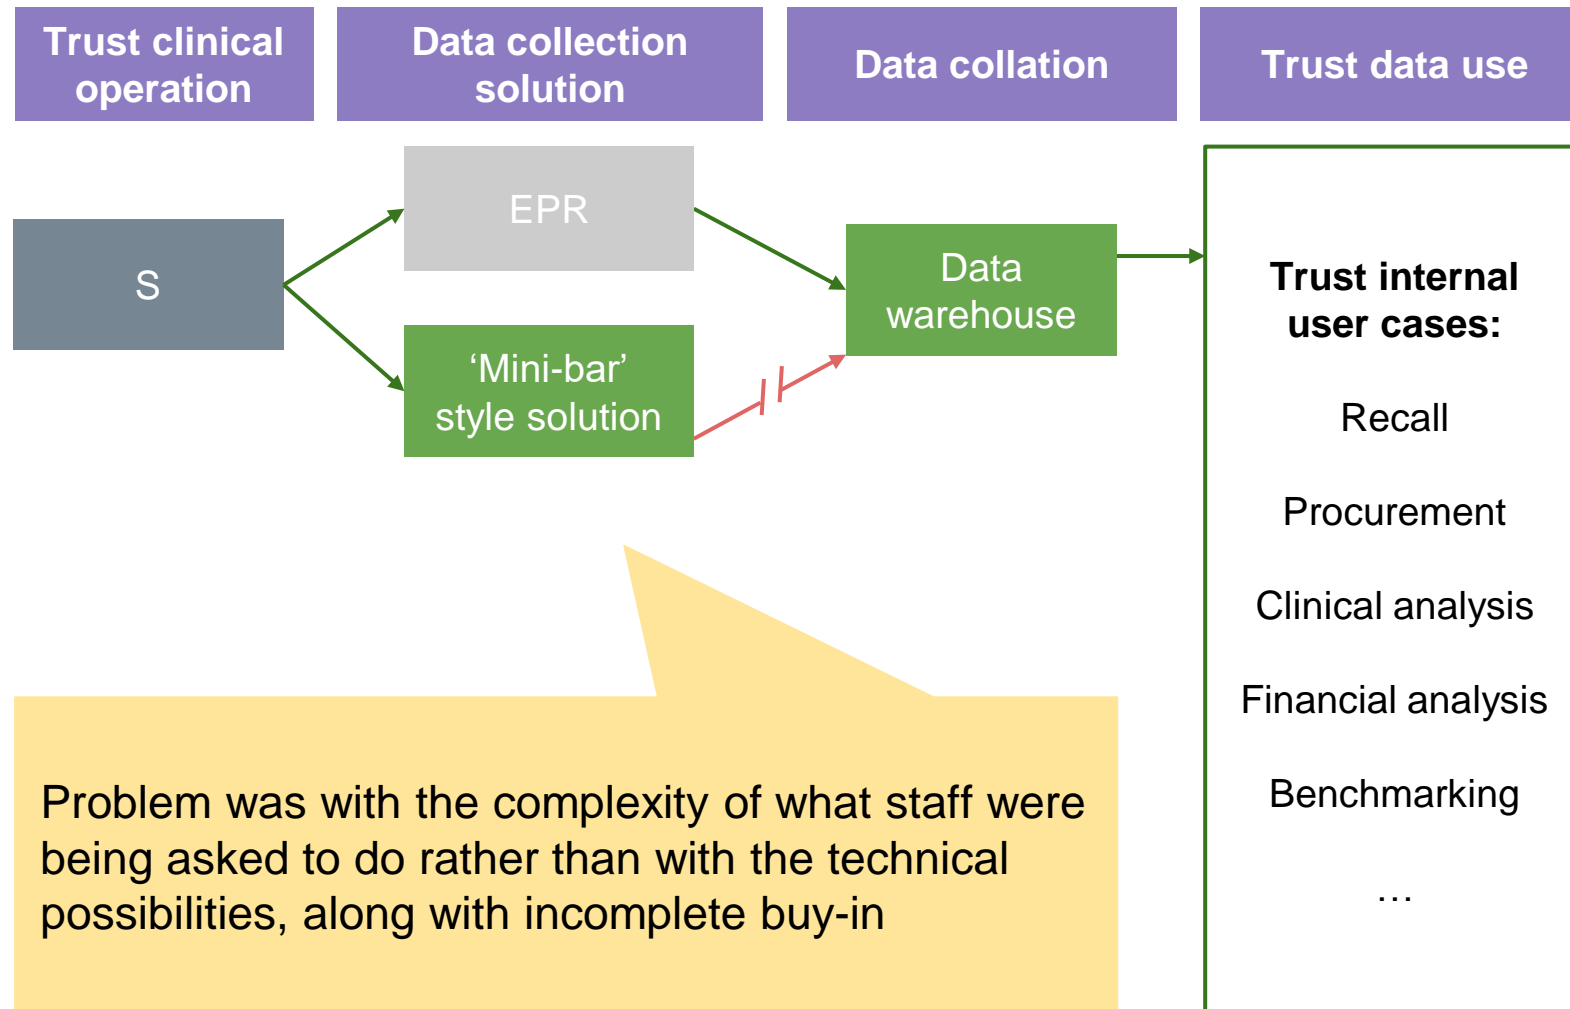 Trust clinical
operation
Data collection
solution
Data collation
Trust data use
S
EPR
‘Mini-bar’
style solution
Data
warehouse
Trust internal
user cases:
Recall
Procurement
Clinical analysis
Financial analysis
Benchmarking
…
Problem was with the complexity of what staff were
being asked to do rather than with the technical
possibilities, along with incomplete buy-in